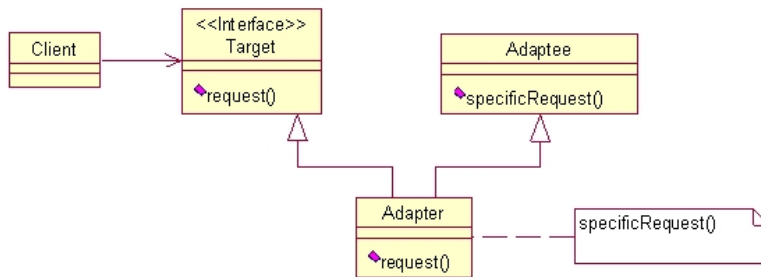 Client
<<Interface>>
Target
request()
Adaptee
specificRequest()
Adapter
request()
specificRequest()